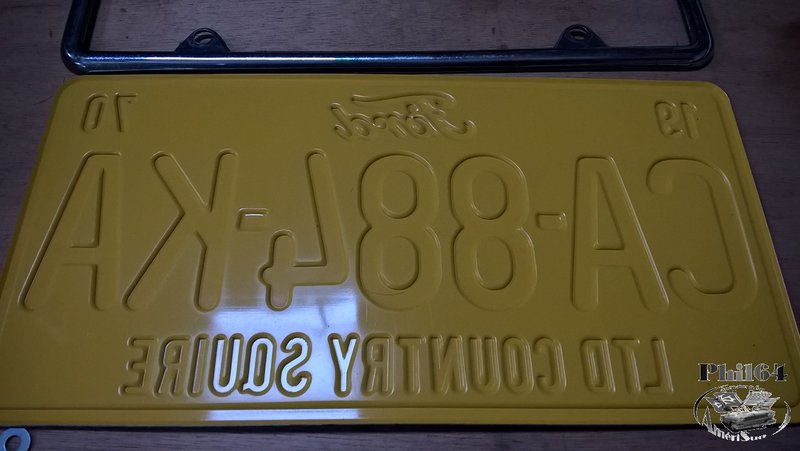 19 Ford 70
CA-884-KA
LTD COUNTRY SQUIRE
Phil64